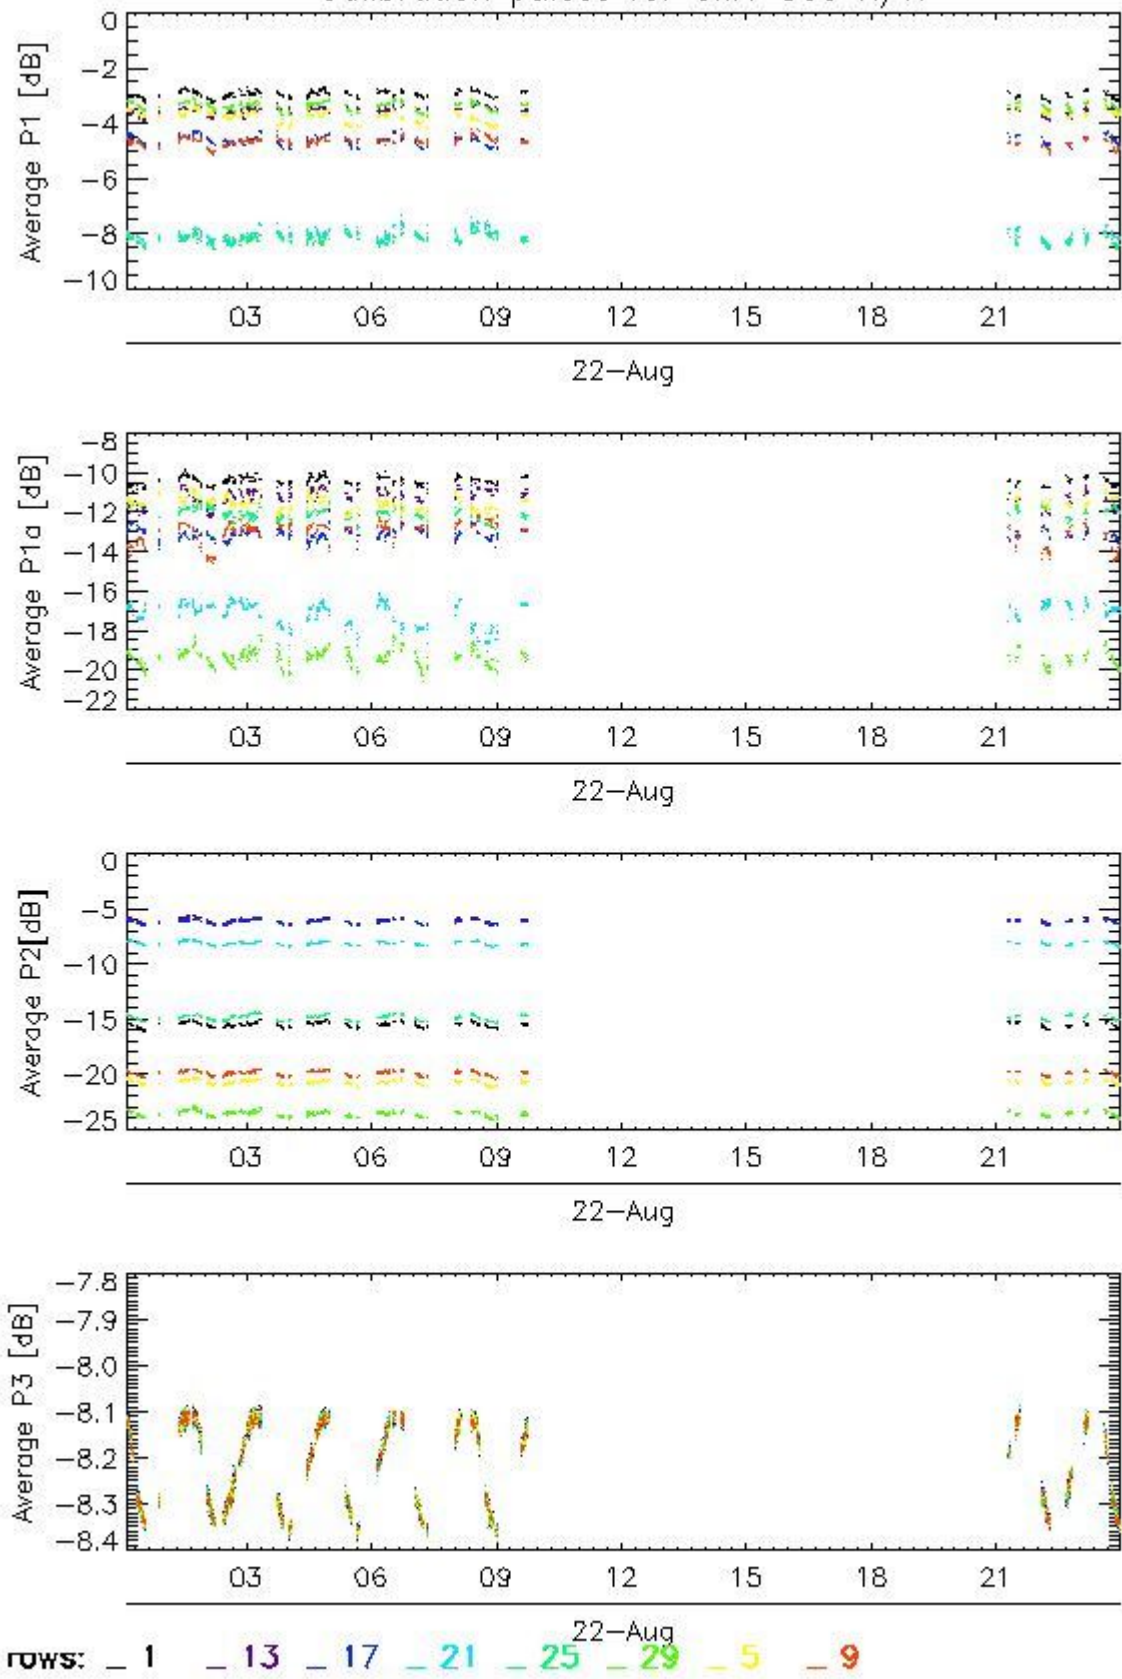 0
-2
-4
-6
-8
-10
Average P1 [dB]
03 06 09 12 15 18 21
22-Aug
-8
-10
-12
-14
-16
-18
-20
-22
Average P1a [dB]
03 06 09 12 15 18 21
22-Aug
0
-5
-10
-15
-20
-25
Average P2[dB]
03 06 09 12 15 18 21
22-Aug
-7.8
-7.9
-8.0
-8.1
-8.2
-8.3
-8.4
Average P3 [dB]
03 06 09 12 15 18 21
22-Aug
rows: _ 1 _ 13 _ 17 _ 21 _ 25 _ 29 _ 5 _ 9